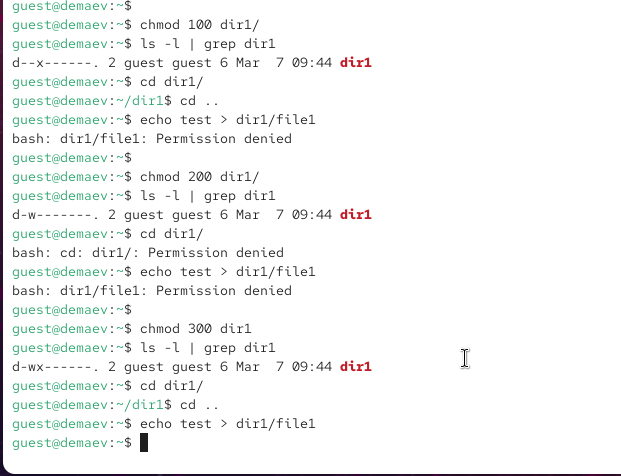 guest@demaev:~$
guest@demaev:~$ chmod 100 dir1/
guest@demaev:~$ ls -l | grep dir1
d--x------. 2 guest guest 6 Mar  7 09:44 dir1
guest@demaev:~$ cd dir1/
guest@demaev:~/dir1$ cd ..
guest@demaev:~$ echo test > dir1/file1
bash: dir1/file1: Permission denied
guest@demaev:~$
guest@demaev:~$ chmod 200 dir1/
guest@demaev:~$ ls -l | grep dir1
d-w-------. 2 guest guest 6 Mar  7 09:44 dir1
guest@demaev:~$ cd dir1/
bash: cd: dir1/: Permission denied
guest@demaev:~$ echo test > dir1/file1
bash: dir1/file1: Permission denied
guest@demaev:~$
guest@demaev:~$ chmod 300 dir1
guest@demaev:~$ ls -l | grep dir1
d-wx------. 2 guest guest 6 Mar  7 09:44 dir1
guest@demaev:~$ cd dir1/
guest@demaev:~/dir1$ cd ..
guest@demaev:~$ echo test > dir1/file1
guest@demaev:~$